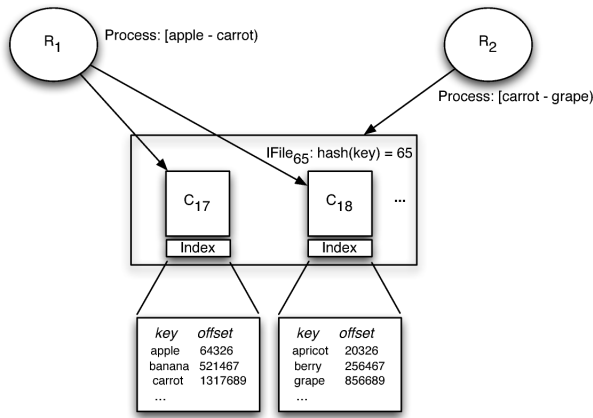 R1
Process: [apple - carrot)
R2
Process: [carrot - grape)
IFile65: hash(key) = 65
C17
C18
...
Index
Index
key offset
apple 64326
banana 521467
carrot 1317689
...
key offset
apricot 20326
berry 256467
grape 856689
...